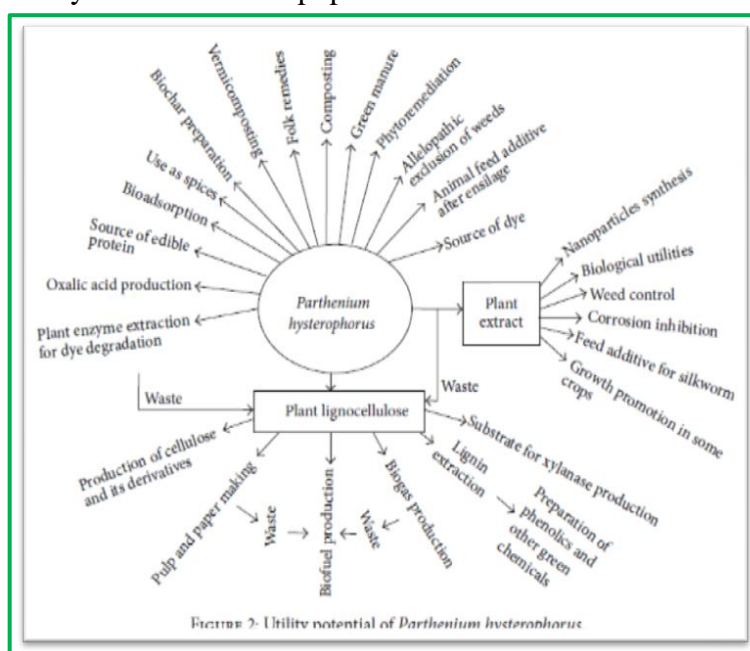 Vermicomposting
Folk remedies
Composting
Green manure
Phytoremediation
Allelopathic
exclusion of weeds
Animal feed additive
after ensilage
Source of dye
Biochar preparation
Use as spices
Bioadsorption
Source of edible
protein
Oxalic acid production
Plant enzyme extraction
for dye degradation
Parthenium
hysterophorus
Plant
extract
Nanoparticles synthesis
Biological utilities
Weed control
Corrosion inhibition
Feed additive for silkworm
Growth promotion in some
crops
Waste
Waste
Plant lignocellulose
Production of cellulose
and its derivatives
Pulp and paper making
Waste
Biofuel production
Waste
Biogas production
Lignin
extraction
Substrate for xylanase production
Preparation of
phenolics and
other green
chemicals
FIGURE 2: Utility potential of Parthenium hysterophorus